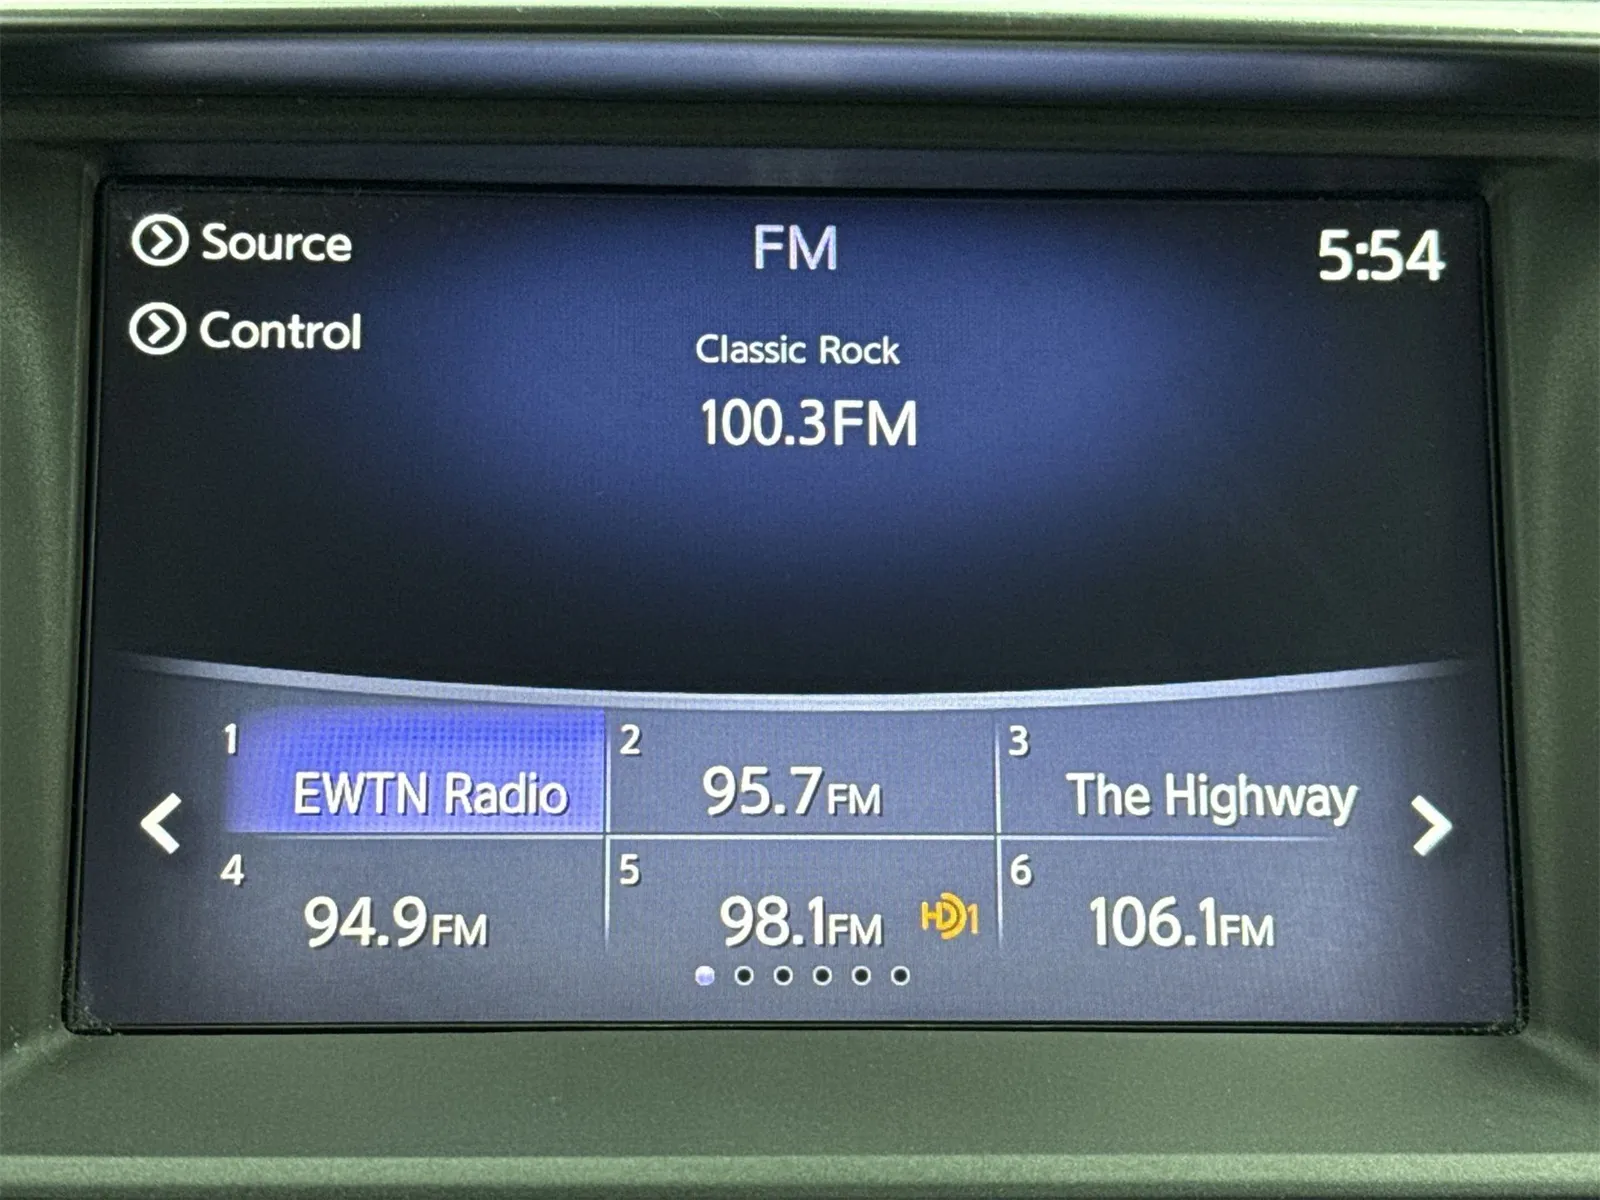 Source
FM
5:54
Control
Classic Rock
100.3FM
1
EWTN Radio
2
95.7FM
3
The Highway
4
94.9FM
5
98.1FM HD1
6
106.1FM